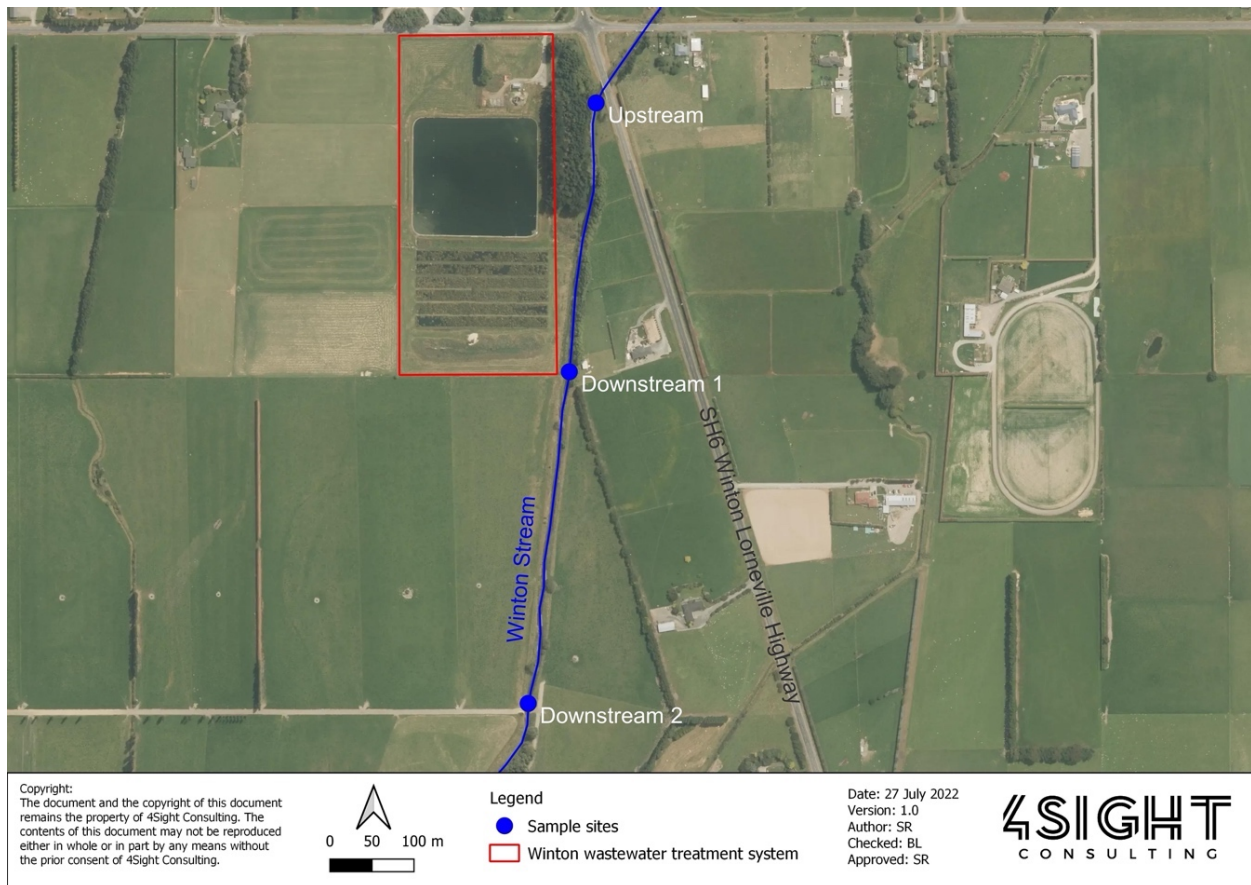 Upstream
Downstream 1
SH6 Winton Lorneville Highway
Winton Stream
Downstream 2
Copyright:
The document and the copyright of this document
remains the property of 4Sight Consulting. The
contents of this document may not be reproduced
either in whole or in part by any means without
the prior consent of 4Sight Consulting.
0 50 100 m
Legend
Sample sites
Winton wastewater treatment system
Date: 27 July 2022
Version: 1.0
Author: SR
Checked: BL
Approved: SR
4SIGHT
CONSULTING